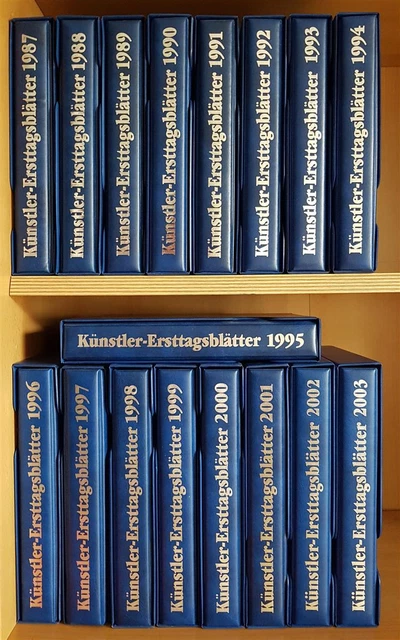 Künstler-Ersttagsblätter 1987
Künstler-Ersttagsblätter 1988
Künstler-Ersttagsblätter 1989
Künstler-Ersttagsblätter 1990
Künstler-Ersttagsblätter 1991
Künstler-Ersttagsblätter 1992
Künstler-Ersttagsblätter 1993
Künstler-Ersttagsblätter 1994
Künstler-Ersttagsblätter 1995
Künstler-Ersttagsblätter 1996
Künstler-Ersttagsblätter 1997
Künstler-Ersttagsblätter 1998
Künstler-Ersttagsblätter 1999
Künstler-Ersttagsblätter 2000
Künstler-Ersttagsblätter 2001
Künstler-Ersttagsblätter 2002
Künstler-Ersttagsblätter 2003